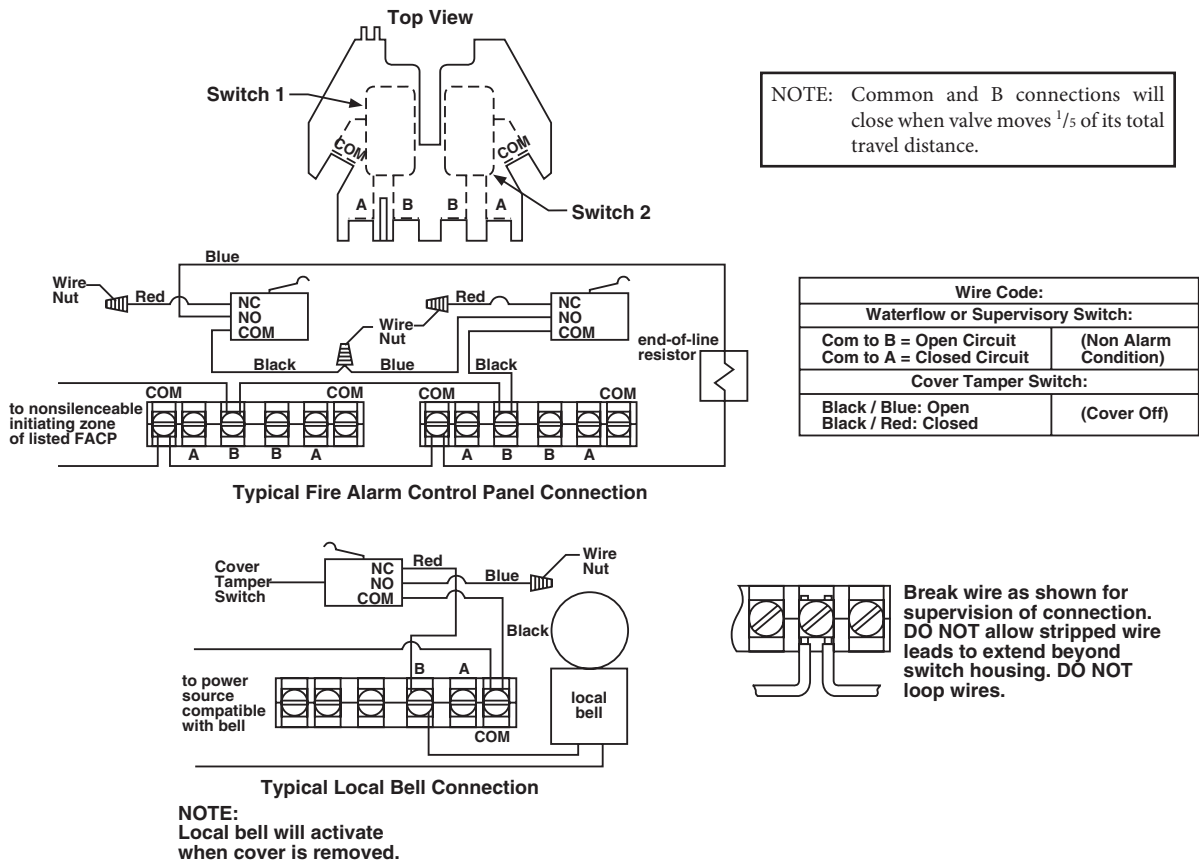 Top View
Switch 1
COM
COM
A
B
B
A
Switch 2
NOTE: Common and B connections will
close when valve moves 1/5 of its total
travel distance.
Blue
Wire
Nut
Red
NC
NO
COM
Wire
Nut
Red
NC
NO
COM
Black
Blue
Black
end-of-line
resistor
COM
COM
COM
COM
to nonsilenceable
initiating zone
of listed FACP
A
B
B
A
A
B
B
A
Typical Fire Alarm Control Panel Connection
Wire Code:
Waterflow or Supervisory Switch:
Com to B = Open Circuit
Com to A = Closed Circuit
(Non Alarm
Condition)
Cover Tamper Switch:
Black / Blue: Open
Black / Red: Closed
(Cover Off)
Cover
Tamper
Switch
NC
NO
COM
Red
Blue
Wire
Nut
Black
B
A
to power
source
compatible
with bell
COM
local
bell
Typical Local Bell Connection
NOTE:
Local bell will activate
when cover is removed.
Break wire as shown for
supervision of connection.
DO NOT allow stripped wire
leads to extend beyond
switch housing. DO NOT
loop wires.